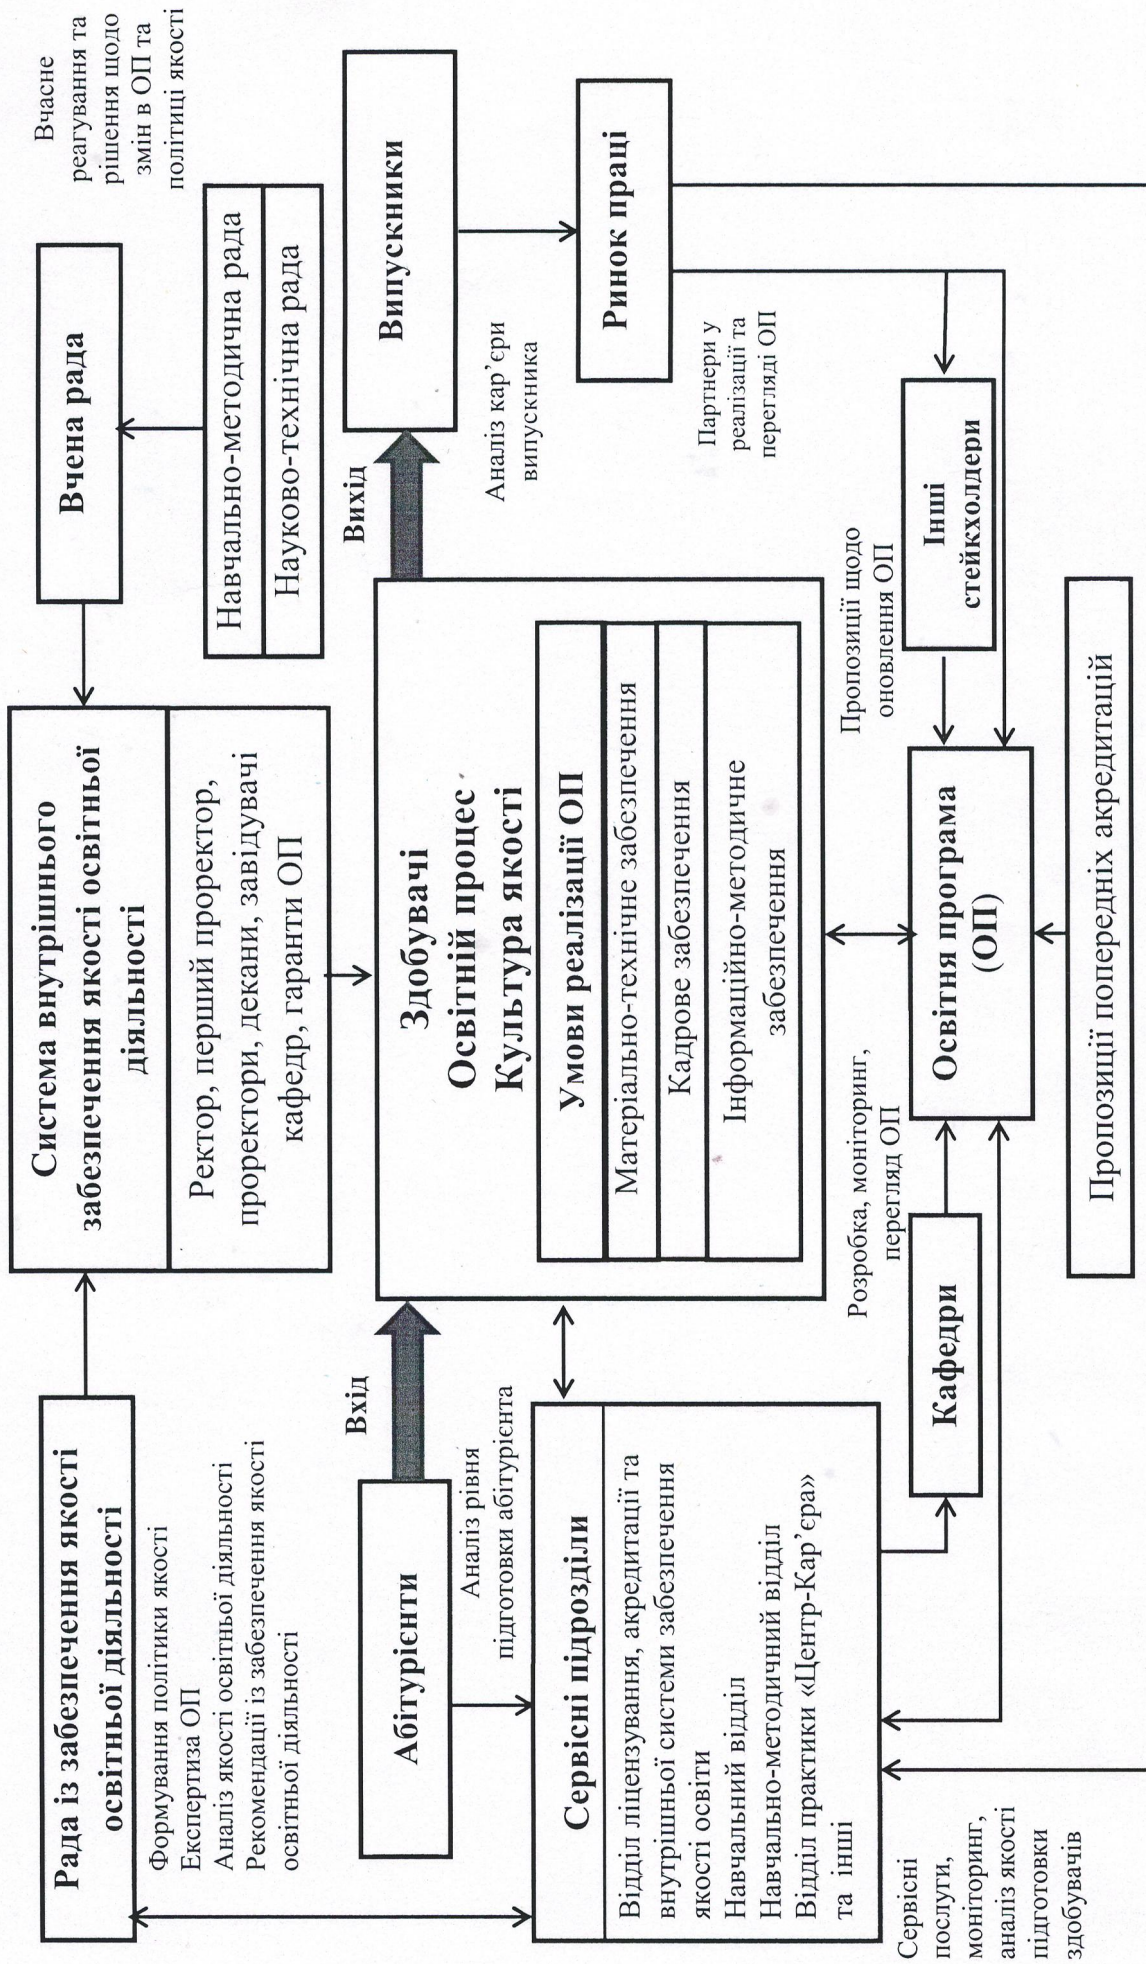 Рада із забезпечення якості
освітньої діяльності
Формування політики якості
Експертиза ОП
Аналіз якості освітньої діяльності
Рекомендації із забезпечення якості
освітньої діяльності
Система внутрішнього
забезпечення якості освітньої
діяльності
Ректор, перший проректор,
проректори, декани, завідувачі
кафедр, гаранти ОП
Вчена рада
Вчасне
реагування та
рішення щодо
змін в ОП та
політиці якості
Навчально-методична рада
Науково-технічна рада
Абітурієнти
Вхід
Аналіз рівня
підготовки абітурієнта
Здобувачі
Освітній процес
Культура якості
Умови реалізації ОП
Матеріально-технічне забезпечення
Кадрове забезпечення
Інформаційно-методичне
забезпечення
Вихід
Випускники
Аналіз кар’єри
випускника
Ринок праці
Партнери у
реалізації та
перегляді ОП
Сервісні підрозділи
Відділ ліцензування, акредитації та
внутрішньої системи забезпечення
якості освіти
Навчальний відділ
Навчально-методичний відділ
Відділ практики «Центр-Кар’єра»
та інші
Сервісні
послуги,
моніторинг,
аналіз якості
підготовки
здобувачів
Розробка, моніторинг,
перегляд ОП
Кафедри
Освітня програма
(ОП)
Пропозиції щодо
оновлення ОП
Інші
стейкхолдери
Пропозиції попередніх акредитацій